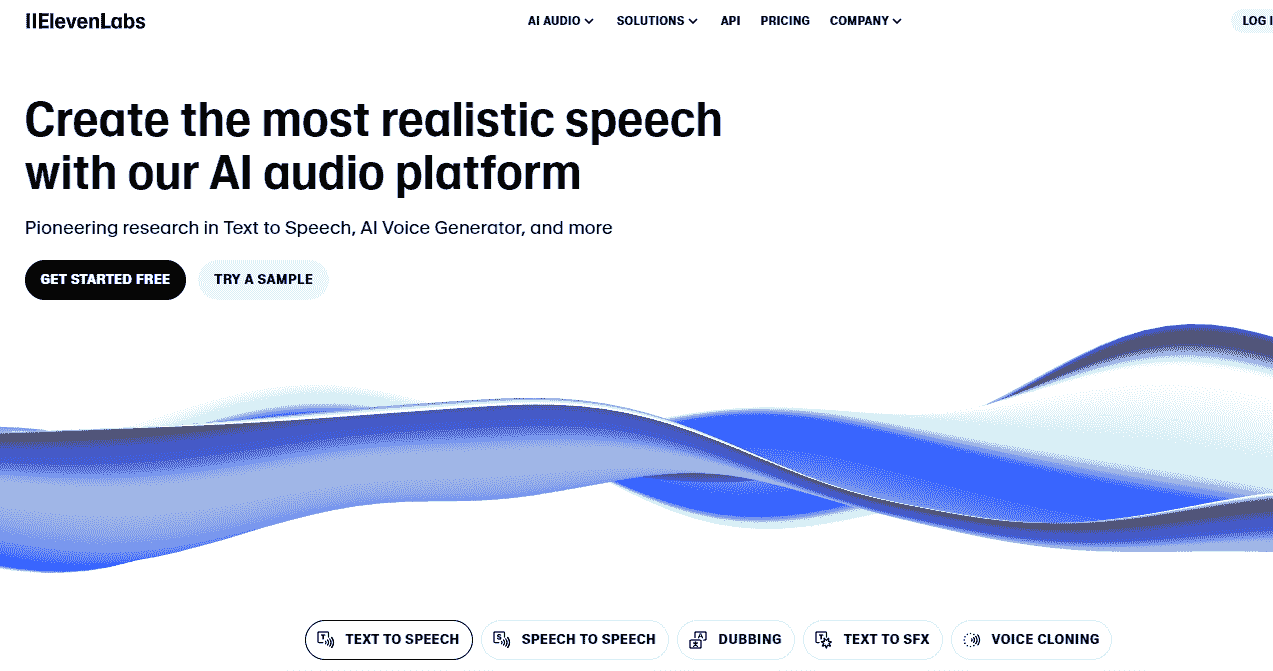 IIElevenLabs
AI AUDIO
SOLUTIONS
API
PRICING
COMPANY
LOG I
Create the most realistic speech
with our AI audio platform
Pioneering research in Text to Speech, AI Voice Generator, and more
GET STARTED FREE
TRY A SAMPLE
TEXT TO SPEECH
SPEECH TO SPEECH
DUBBING
TEXT TO SFX
VOICE CLONING